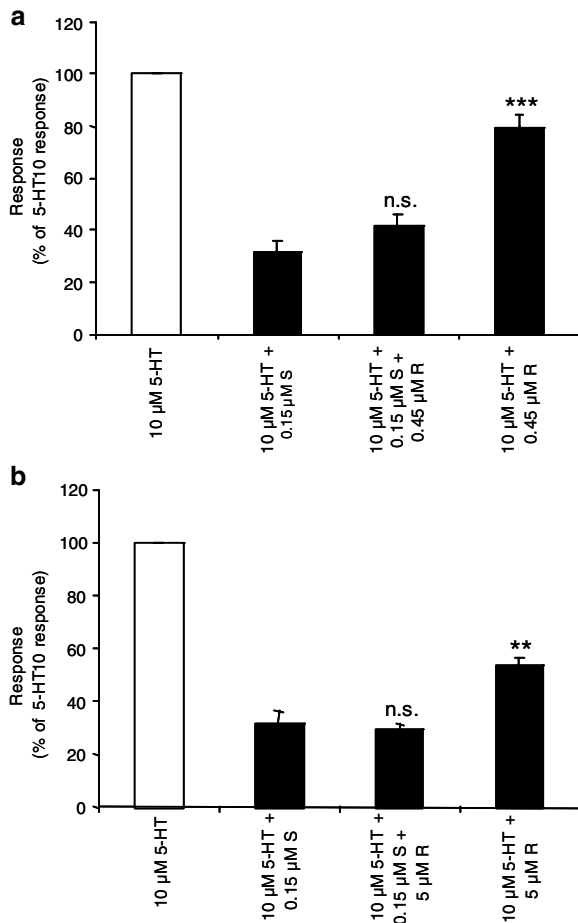 a
120
100
80
60
40
20
0
Response
(% of 5-HT10 response)
n.s.
***
10 µM 5-HT
10 µM 5-HT +
0.15 µM S
10 µM 5-HT +
0.15 µM S +
0.45 µM R
10 µM 5-HT +
0.45 µM R
b
120
100
80
60
40
20
0
Response
(% of 5-HT10 response)
n.s.
**
10 µM 5-HT
10 µM 5-HT +
0.15 µM S
10 µM 5-HT +
0.15 µM S +
5 µM R
10 µM 5-HT +
5 µM R